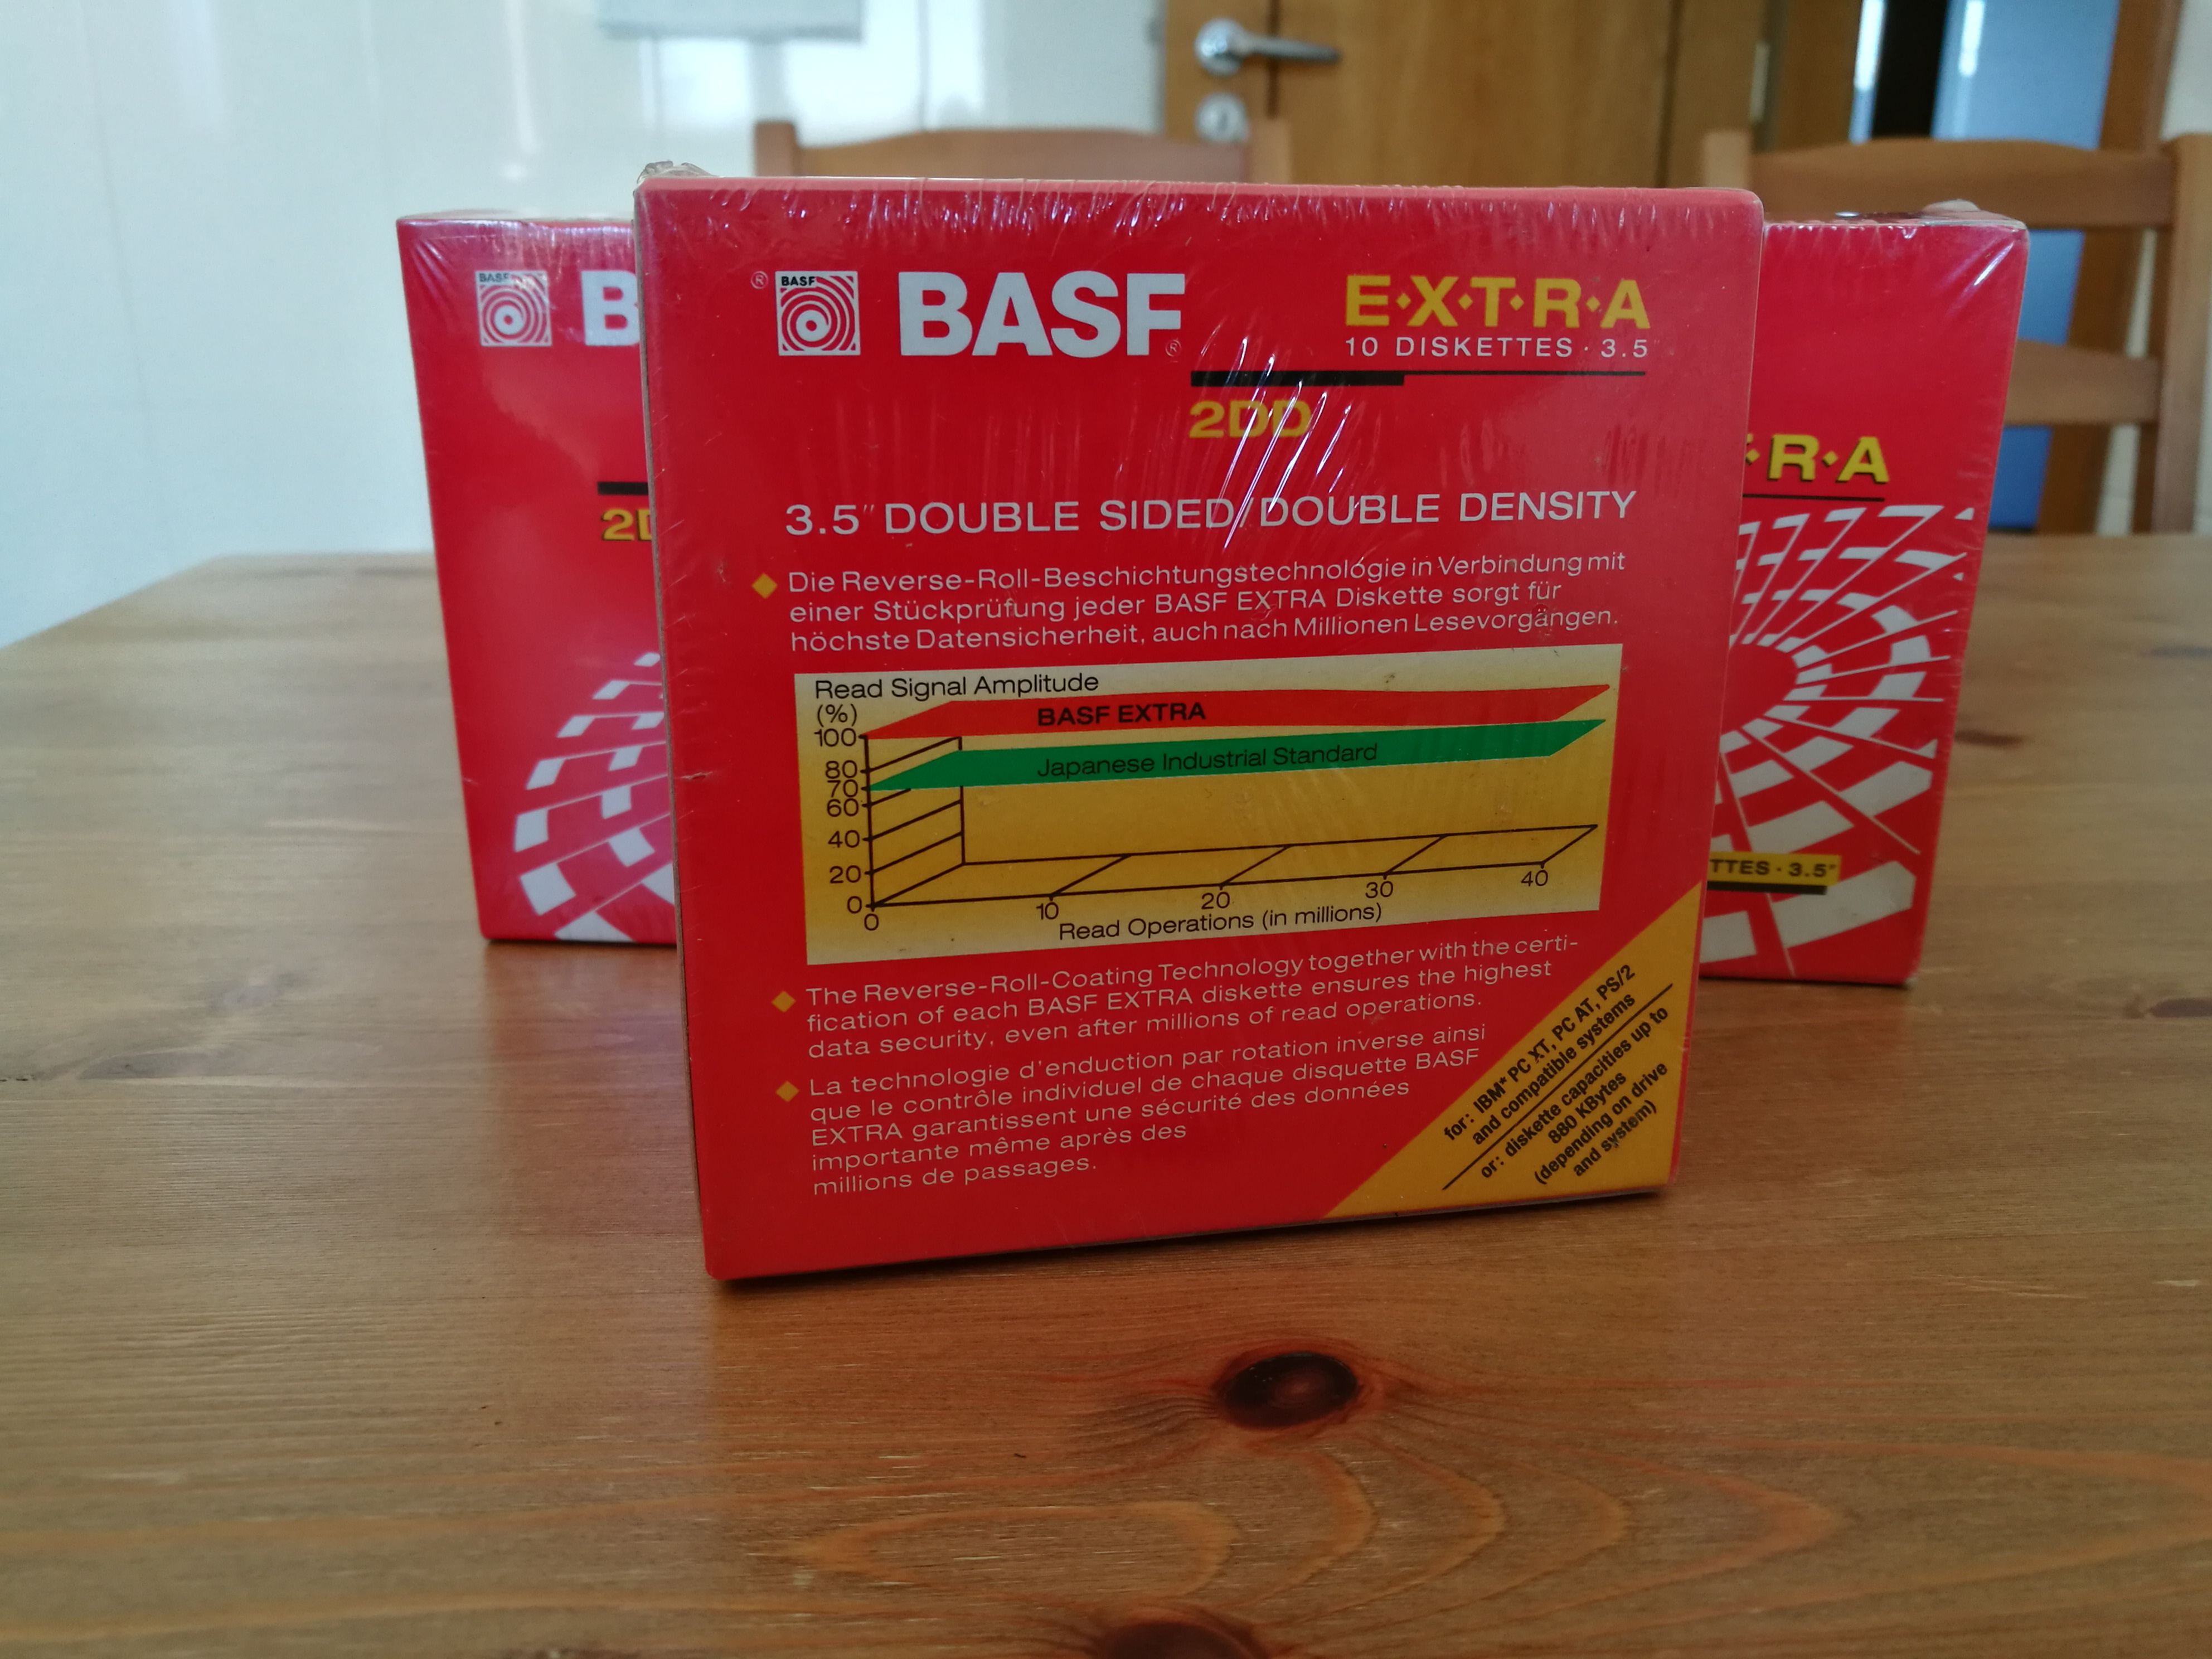 BASF
B
2D
® BASF BASF®
E·X·T·R·A
10 DISKETTES · 3.5"
2DD
3.5" DOUBLE SIDED/DOUBLE DENSITY
Die Reverse-Roll-Beschichtungstechnologie in Verbindung mit
einer Stückprüfung jeder BASF EXTRA Diskette sorgt für
höchste Datensicherheit, auch nach Millionen Lesevorgängen.
Read Signal Amplitude
(%)
BASF EXTRA
Japanese Industrial Standard
100
80
70
60
40
20
0
0 10 20 30 40
Read Operations (in millions)
The Reverse-Roll-Coating Technology together with the certi-
fication of each BASF EXTRA diskette ensures the highest
data security, even after millions of read operations.
La technologie d'enduction par rotation inverse ainsi
que le contrôle individuel de chaque disquette BASF
EXTRA garantissent une sécurité des données
importante même après des
millions de passages.
for: IBM* PC XT, PC AT, PS/2
and compatible systems
or: diskette capacities up to
880 KBytes
(depending on drive
and system)
·R·A
TTES · 3.5"